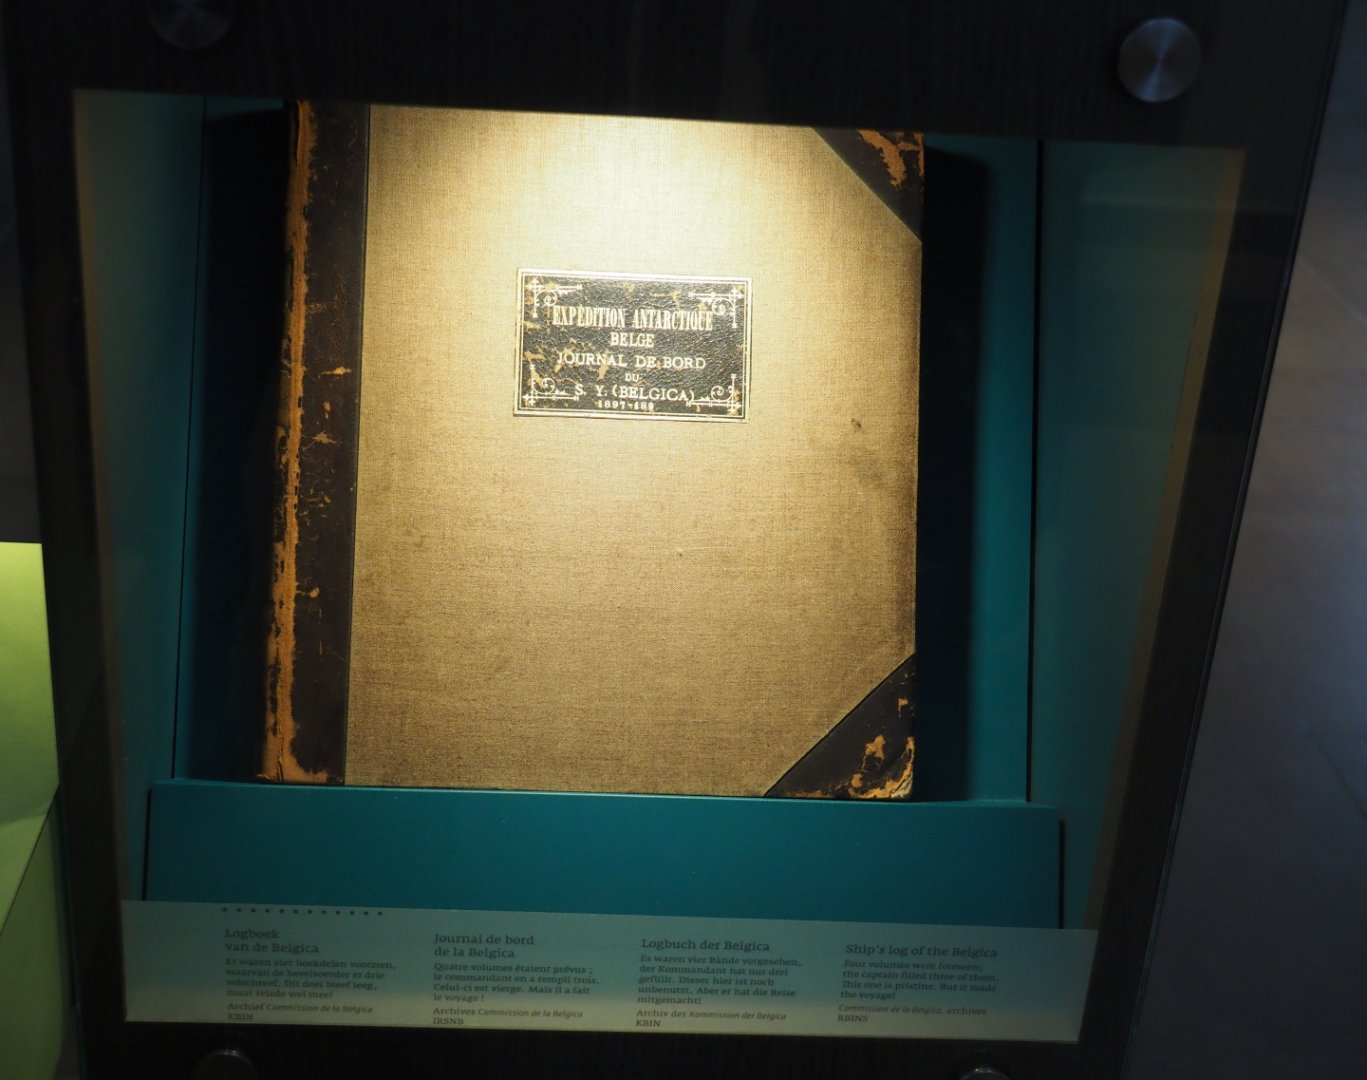 EXPEDITION ANTARCTIQUE
BELGE
JOURNAL DE BORD
DU
S. Y. (BELGICA)
1897-189
Logboek
van de Belgica
Er waren vier boekdelen voorzien,
waarvan de bevelvoerder er drie
volschreef. Dit deel bleef leeg,
maar reisde wel mee!
Archief Commission de la Belgica
KBIN
Journal de bord
de la Belgica
Quatre volumes étaient prévus ;
le commandant en a rempli trois.
Celui-ci est vierge. Mais il a fait
le voyage !
Archives Commission de la Belgica
IRSNB
Logbuch der Belgica
Es waren vier Bände vorgesehen,
der Kommandant hat nur drei
gefüllt. Dieser hier ist noch
unbenutzt. Aber er hat die Reise
mitgemacht!
Archiv der Kommission der Belgica
KBIN
Ship's log of the Belgica
Four volumes were foreseen;
the captain filled three of them.
This one is pristine. But it made
the voyage!
Commission de la Belgica, archives
RBINS